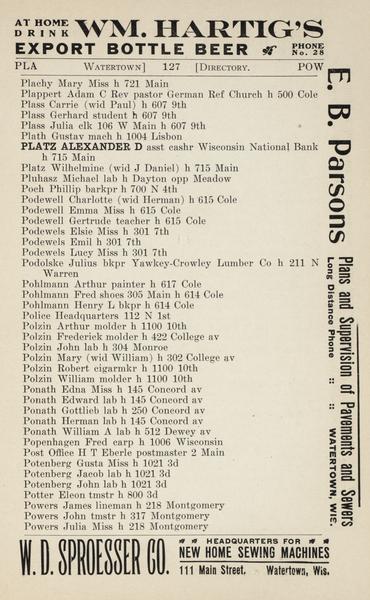 AT HOME DRINK WM. HARTIG'S
EXPORT BOTTLE BEER PHONE No. 28
PLA WATERTOWN] 127 [DIRECTORY. POW
Plachy Mary Miss h 721 Main
Plappert Adam C Rev pastor German Ref Church h 500 Cole
Plass Carrie (wid Paul) h 607 9th
Plass Gerhard student h 607 9th
Plass Julia clk 106 W Main h 607 9th
Plath Gustav mach h 1004 Lisbon
PLATZ ALEXANDER D asst cashr Wisconsin National Bank
h 715 Main
Platz Wilhelmine (wid J Daniel) h 715 Main
Pluhasz Michael lab h Dayton opp Meadow
Poch Phillip barkpr h 700 N 4th
Podewell Charlotte (wid Herman) h 615 Cole
Podewell Emma Miss h 615 Cole
Podewell Gertrude teacher h 615 Cole
Podewels Elsie Miss h 301 7th
Podewels Emil h 301 7th
Podewels Lucy Miss h 301 7th
Podolske Julius bkpr Yawkey-Crowley Lumber Co h 211 N
Warren
Pohlmann Arthur painter h 617 Cole
Pohlmann Fred shoes 305 Main h 614 Cole
Pohlmann Henry L bkpr h 614 Cole
Police Headquarters 112 N 1st
Polzin Arthur molder h 1100 10th
Polzin Frederick molder h 422 College av
Polzin John lab h 304 Monroe
Polzin Mary (wid William) h 302 College av
Polzin Robert cigarmkr h 1100 10th
Polzin William molder h 1100 10th
Ponath Edna Miss h 145 Concord av
Ponath Edward lab h 145 Concord av
Ponath Gottlieb lab h 250 Concord av
Ponath Herman lab h 145 Concord av
Ponath William A lab h 512 Dewey av
Popenhagen Fred carp h 1006 Wisconsin
Post Office H T Eberle postmaster 2 Main
Potenberg Gusta Miss h 1021 3d
Potenberg Jacob lab h 1021 3d
Potenberg John lab h 1021 3d
Potter Eleon tmstr h 800 3d
Powers James lineman h 218 Montgomery
Powers John tmstr h 317 Montgomery
Powers Julia Miss h 218 Montgomery
E. B. Parsons
Plans and Supervision of Pavements and Sewers
Long Distance Phone :: :: WATERTOWN, WIS.
W. D. SPROESSER CO.
HEADQUARTERS FOR
NEW HOME SEWING MACHINES
111 Main Street. Watertown, Wis.